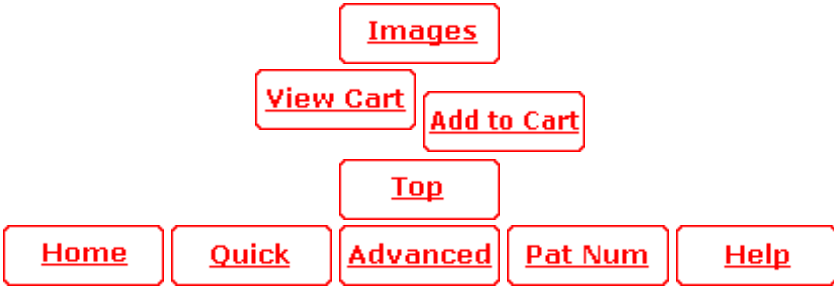 Images
View Cart
Add to Cart
Top
Home Quick Advanced Pat Num Help